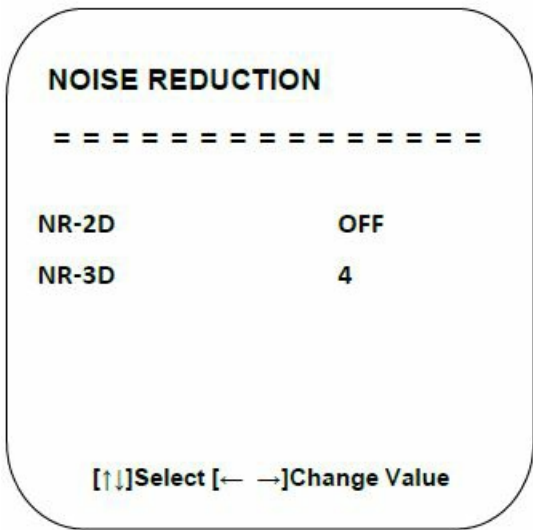 NOISE REDUCTION
= = = = = = = = = = = = = = =
NR-2D OFF
NR-3D 4
[↑↓]Select [← →]Change Value